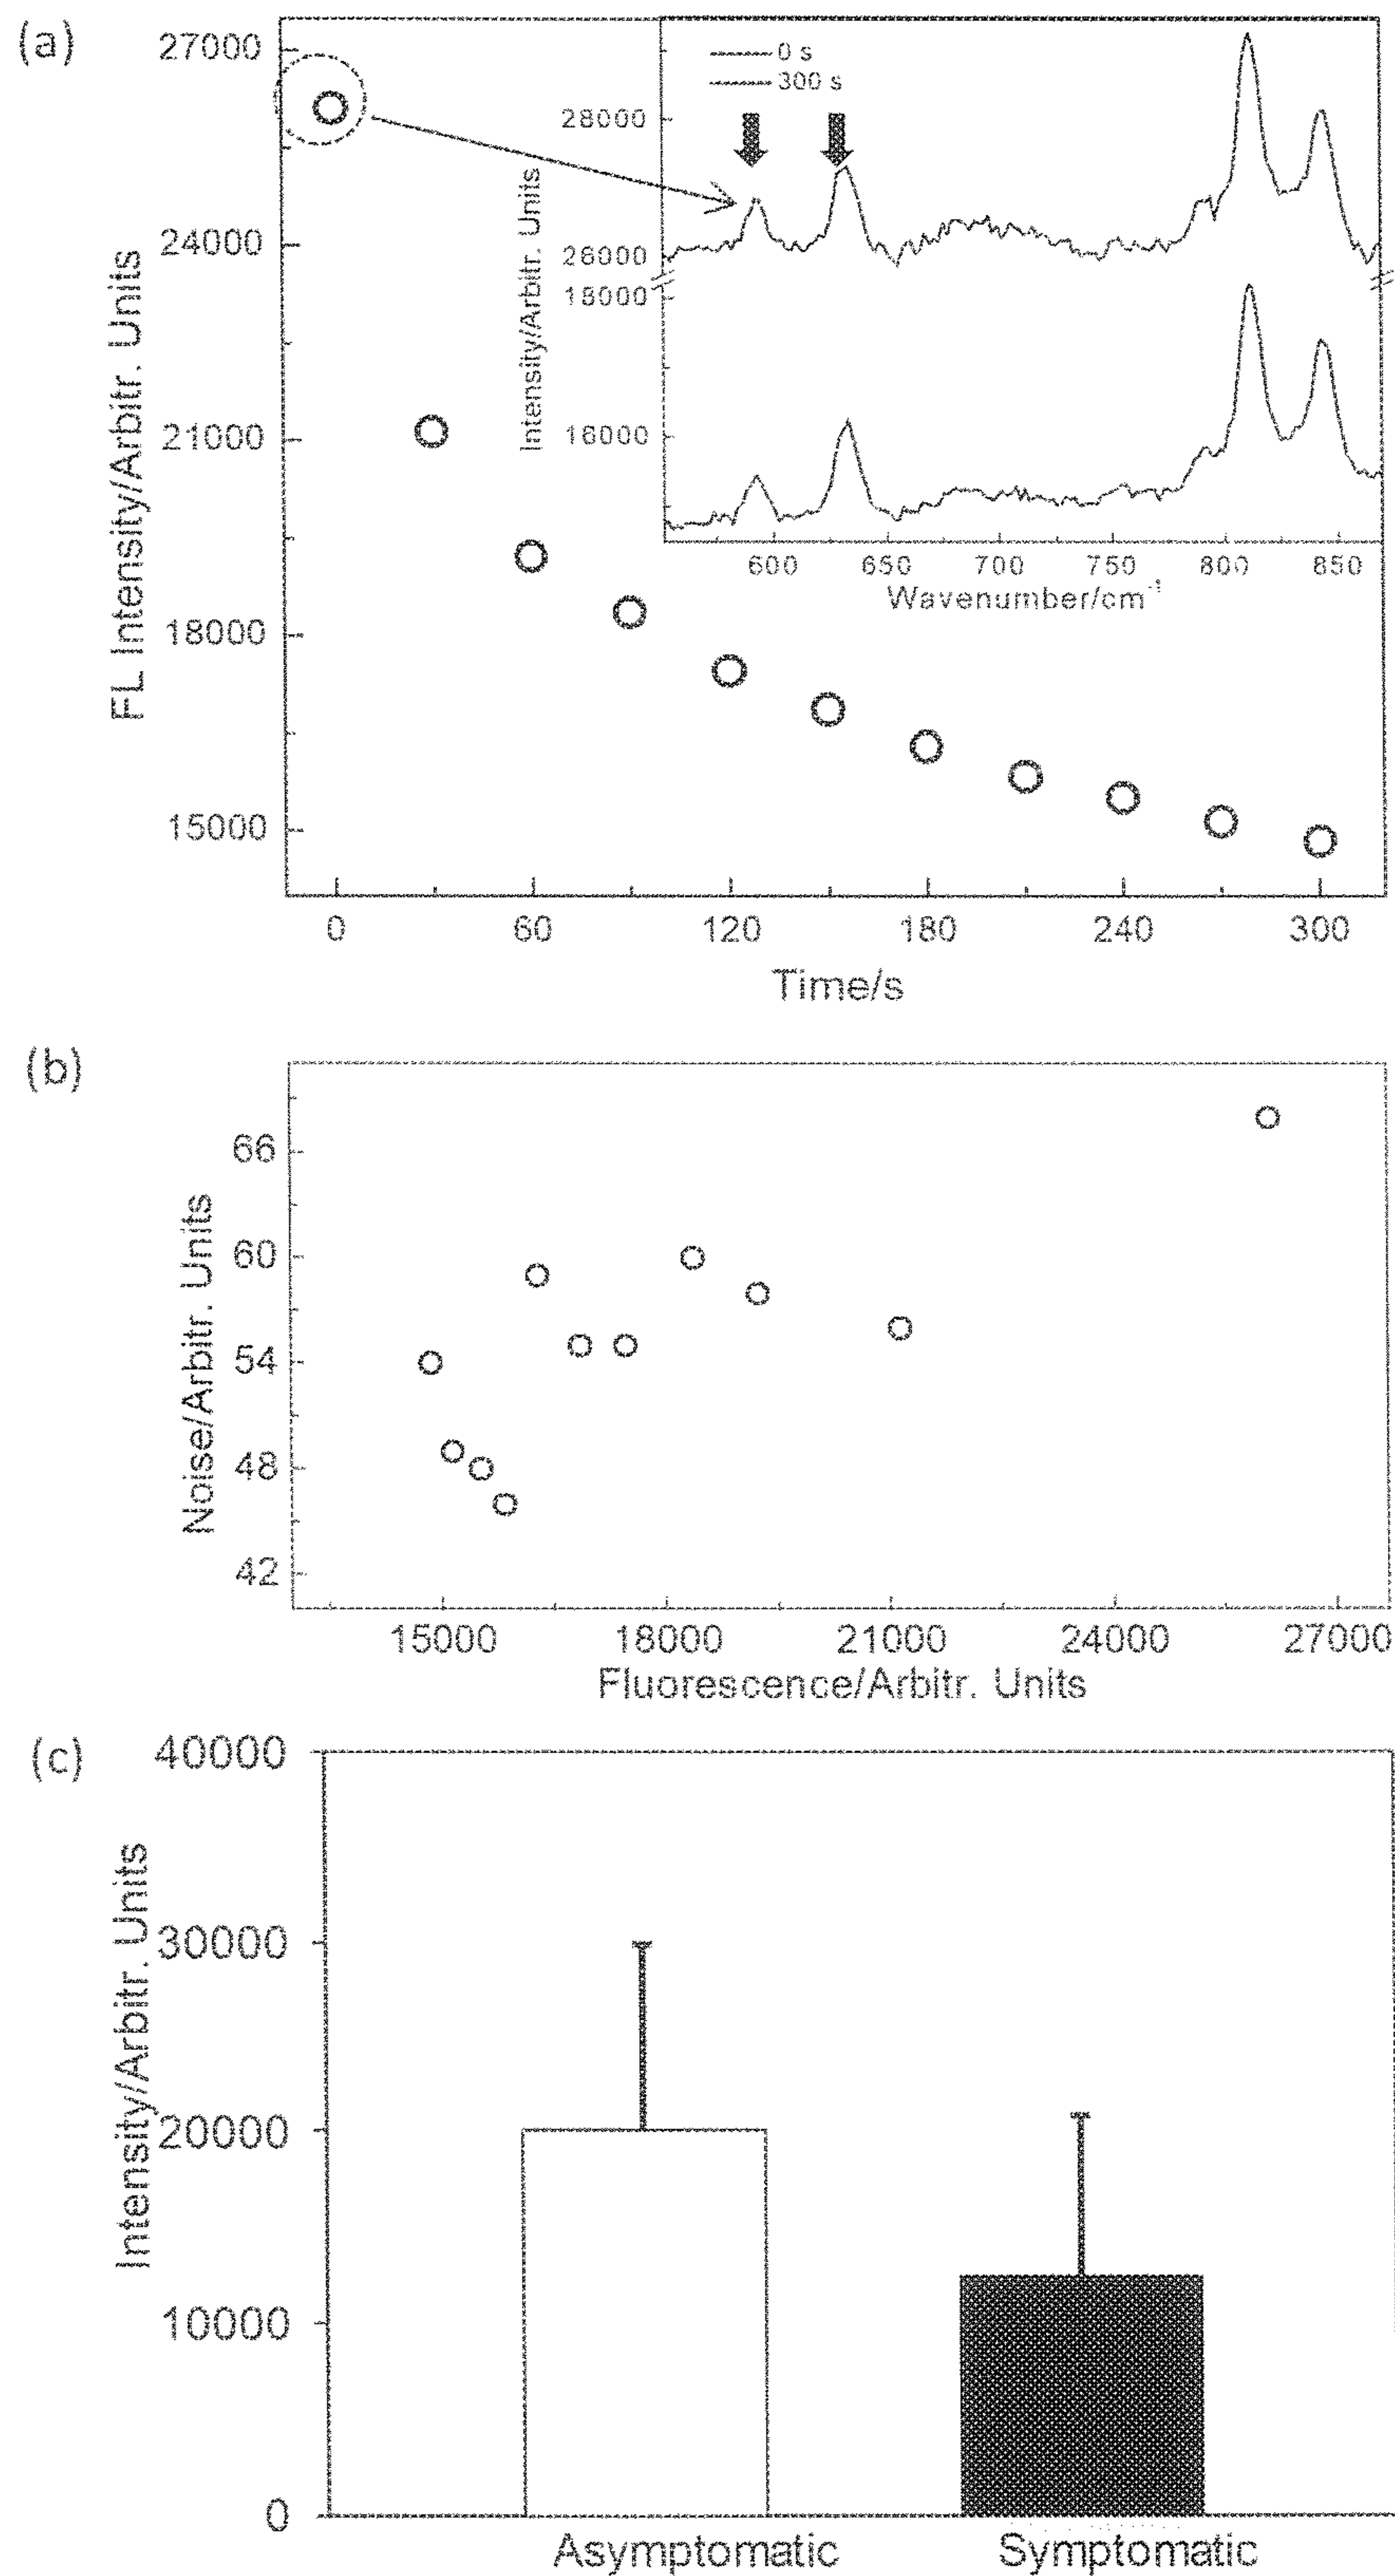 (a)
27000
24000
21000
18000
15000
FL Intensity/Arbitr. Units
0
60
120
180
240
300
Time/s
0 s
300 s
28000
26000
18000
16000
Intensity/Arbitr. Units
600
650
700
750
800
850
Wavenumber/cm⁻¹
(b)
66
60
54
48
42
Noise/Arbitr. Units
15000
18000
21000
24000
27000
Fluorescence/Arbitr. Units
(c)
40000
30000
20000
10000
0
Intensity/Arbitr. Units
Asymptomatic
Symptomatic